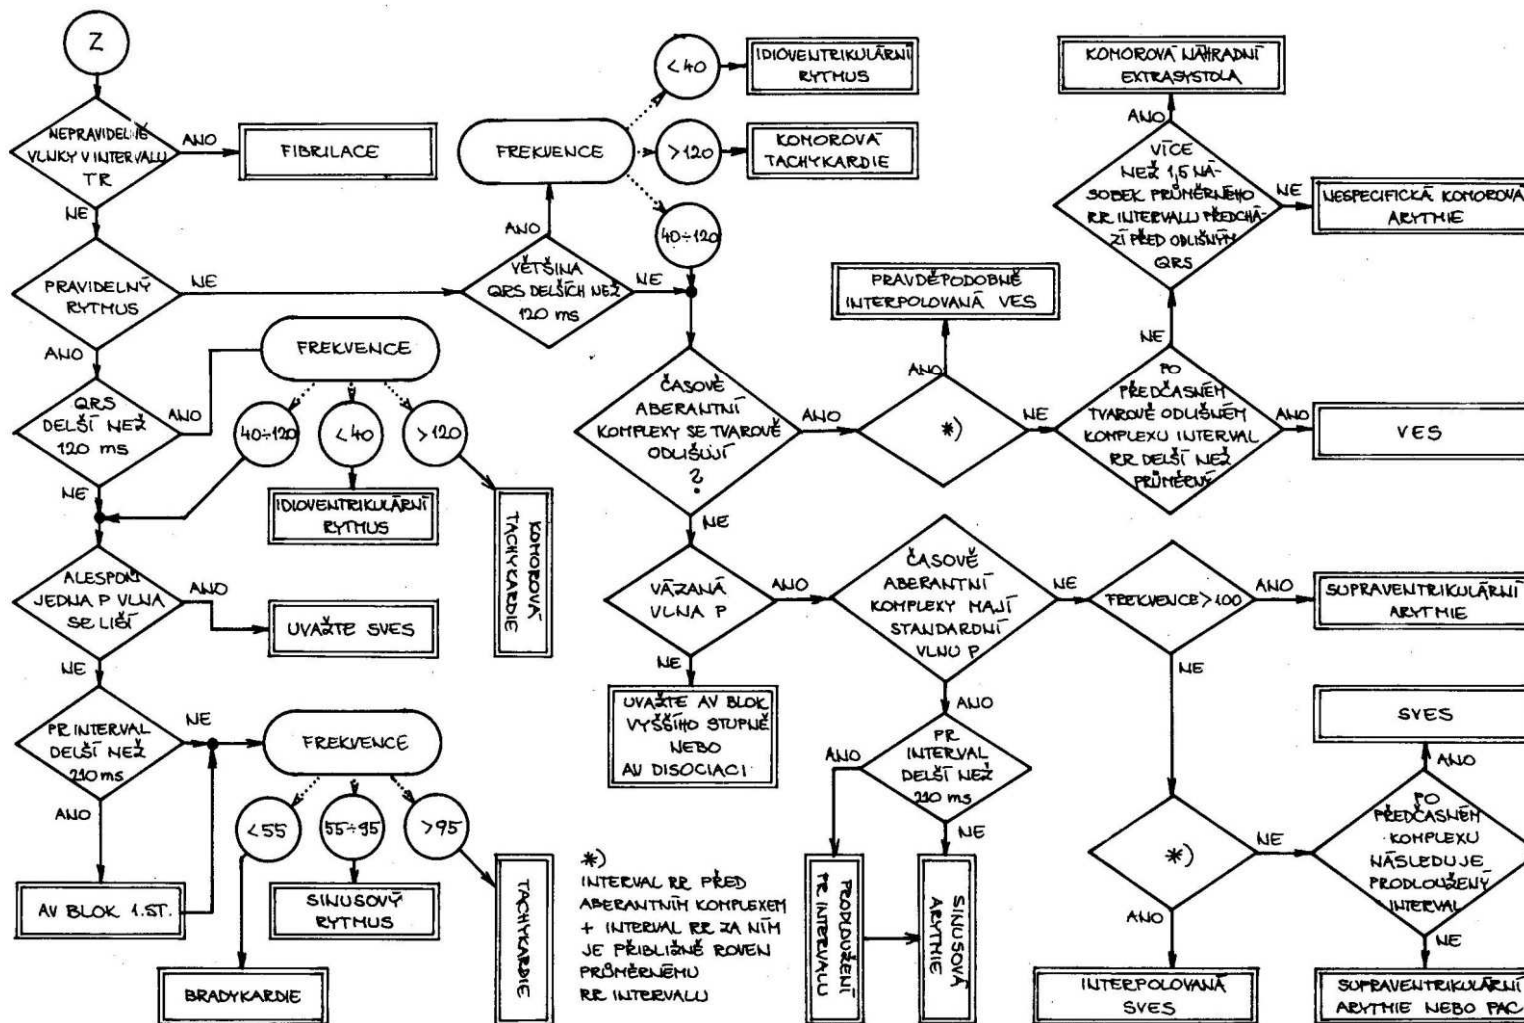 Z
NEPRAVIDELNÉ
VLNKY V INTERVALU
TR
ANO
FIBRILACE
NE
PRAVIDELNÝ
RYTMUS
NE
ANO
QRS
DELŠÍ NEŽ
120 ms
ANO
FREKVENCE
40÷120
<40
>120
IDIOVENTRIKULÁRNÍ
RYTMUS
KOMOROVÁ
TACHYKARDIE
NE
ALESPOŇ
JEDNA P VLNA
SE LIŠÍ
ANO
UVAŽTE SVES
NE
PR INTERVAL
DELŠÍ NEŽ
210 ms
NE
ANO
AV BLOK 1.ST.
FREKVENCE
<55
55÷95
>95
BRADYKARDIE
SINUSOVÝ
RYTMUS
TACHYKARDIE
VĚTŠINA
QRS DELŠÍCH NEŽ
120 ms
ANO
NE
FREKVENCE
<40
IDIOVENTRIKULÁRNÍ
RYTMUS
>120
KOMOROVÁ
TACHYKARDIE
40÷120
ČASOVĚ
ABERANTNÍ
KOMPLEXY SE TVAROVĚ
ODLIŠUJÍ
?
ANO
NE
*)
ANO
PRAVDĚPODOBNĚ
INTERPOLOVANÁ VES
NE
PO
PŘEDČASNÉM
TVAROVĚ ODLIŠNÉM
KOMPLEXU INTERVAL
RR DELŠÍ NEŽ
PRŮMĚRNÝ
ANO
VES
NE
VÍCE
NEŽ 1,5 NÁ-
SOBEK PRŮMĚRNÉHO
RR INTERVALU PŘEDCHÁ-
ZÍ PŘED ODLIŠNÝM
QRS
ANO
KOMOROVÁ NÁHRADNÍ
EXTRASYSTOLA
NE
NESPECIFICKÁ KOMOROVÁ
ARYTMIE
VÁZANÁ
VLNA P
ANO
NE
UVAŽTE AV BLOK
VYŠŠÍHO STUPNĚ
NEBO
AV DISOCIACI
ČASOVĚ
ABERANTNÍ
KOMPLEXY MAJÍ
STANDARDNÍ
VLNU P
NE
ANO
PR
INTERVAL
DELŠÍ NEŽ
210 ms
ANO
NE
PRODLOUŽENÍ
PR INTERVALU
SINUSOVÁ
ARYTMIE
FREKVENCE >100
ANO
SUPRAVENTRIKULÁRNÍ
ARYTMIE
NE
*)
NE
ANO
INTERPOLOVANÁ
SVES
PO
PŘEDČASNÉM
KOMPLEXU
NÁSLEDUJE
PRODLOUŽENÝ
INTERVAL
ANO
SVES
NE
SUPRAVENTRIKULÁRNÍ
ARYTMIE NEBO PAC
*)
INTERVAL RR PŘED
ABERANTNÍM KOMPLEXEM
+ INTERVAL RR ZA NÍM
JE PŘIBLIŽNĚ ROVEN
PRŮMĚRNÉMU
RR INTERVALU